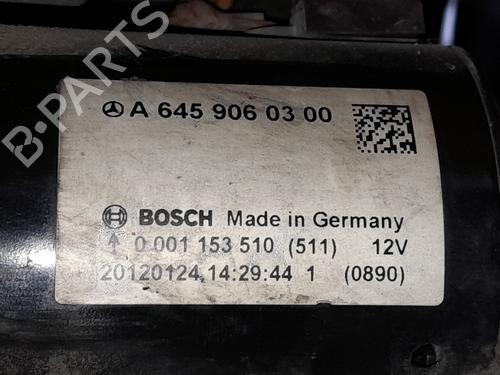 A 645 906 03 00
BOSCH Made in Germany
0 001 153 510 (511) 12V
20120124 14:29:44 1 (0890)
B-PARTS